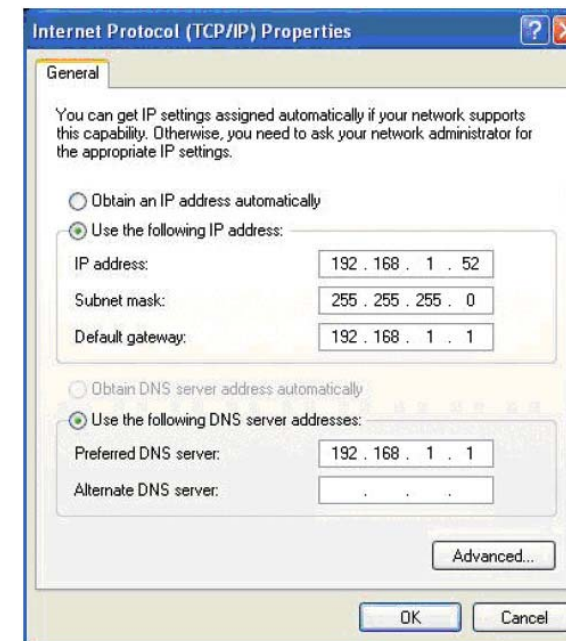 Internet Protocol (TCP/IP) Properties
General
You can get IP settings assigned automatically if your network supports
this capability. Otherwise, you need to ask your network administrator for
the appropriate IP settings.
Obtain an IP address automatically
Use the following IP address:
IP address: 192 . 168 . 1 . 52
Subnet mask: 255 . 255 . 255 . 0
Default gateway: 192 . 168 . 1 . 1
Obtain DNS server address automatically
Use the following DNS server addresses:
Preferred DNS server: 192 . 168 . 1 . 1
Alternate DNS server: . . .
Advanced...
OK Cancel